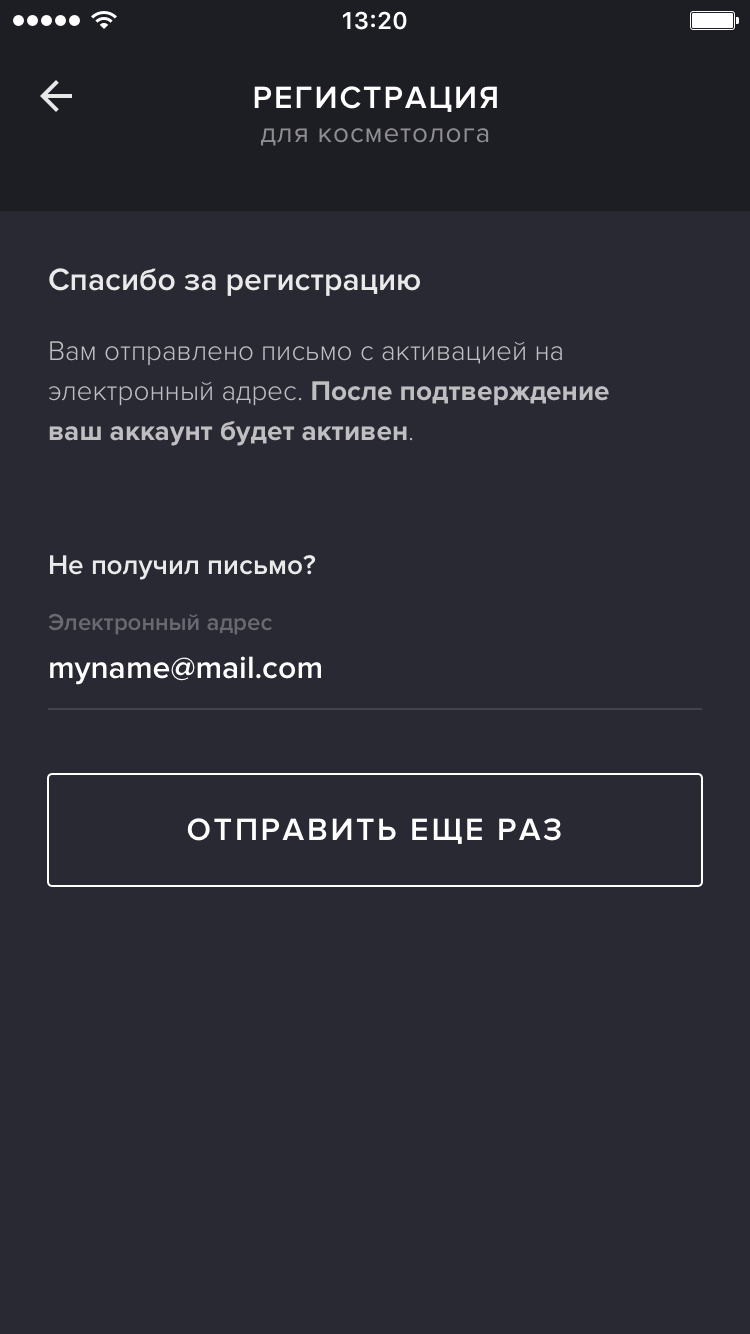 13:20
РЕГИСТРАЦИЯ
для косметолога
Спасибо за регистрацию
Вам отправлено письмо с активацией на
электронный адрес. После подтверждение
ваш аккаунт будет активен.
Не получил письмо?
Электронный адрес
myname@mail.com
ОТПРАВИТЬ ЕЩЕ РАЗ